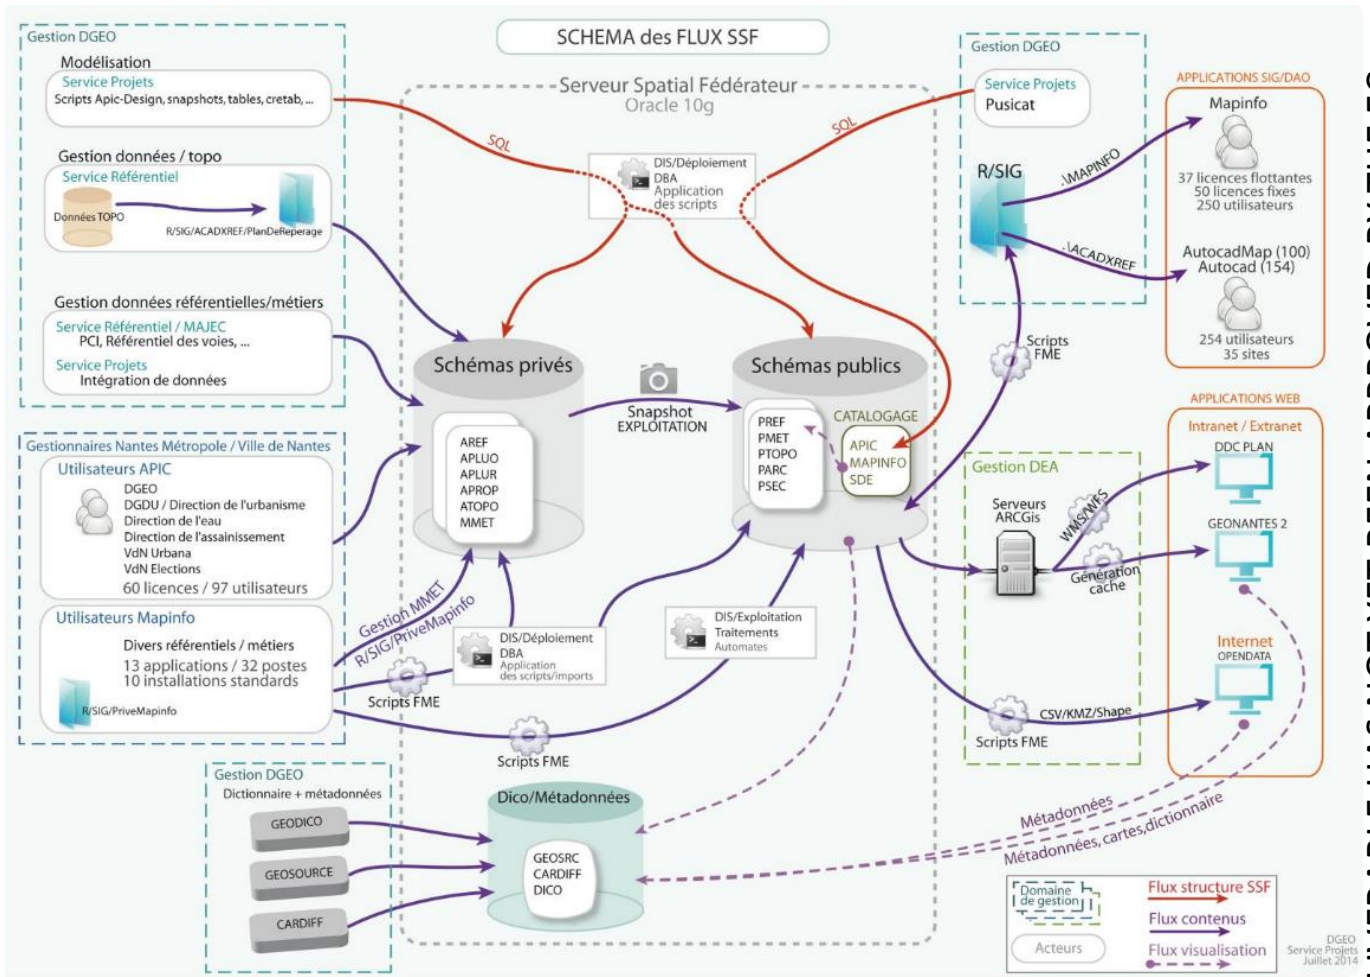 SCHEMA des FLUX SSF
Gestion DGEO
Modélisation
Service Projets
Scripts Apic-Design, snapshots, tables, cretab, ...
Gestion données / topo
Service Référentiel
Données TOPO
R/SIG/ACADXREF/PlanDeReperage
Gestion données référentielles/métiers
Service Référentiel / MAJEC
PCI, Référentiel des voies, ...
Service Projets
Intégration de données
Gestionnaires Nantes Métropole / Ville de Nantes
Utilisateurs APIC
DGEO
DGDU / Direction de l'urbanisme
Direction de l'eau
Direction de l'assainissement
VdN Urbana
VdN Elections
60 licences / 97 utilisateurs
Utilisateurs Mapinfo
Divers référentiels / métiers
13 applications / 32 postes
10 installations standards
R/SIG/PriveMapinfo
Gestion DGEO
Dictionnaire + métadonnées
GEODICO
GEOSOURCE
CARDIFF
Serveur Spatial Fédérateur
Oracle 10g
SQL
SQL
DIS/Déploiement
DBA
Application
des scripts
Schémas privés
AREF
APLUO
APLUR
APROP
ATOPO
MMET
Snapshot
EXPLOITATION
Schémas publics
PREF
PMET
PTOPO
PARC
PSEC
CATALOGAGE
APIC
MAPINFO
SDE
Gestion MMET
R/SIG/PriveMapinfo
Scripts FME
DIS/Déploiement
DBA
Application
des scripts/imports
Scripts FME
DIS/Exploitation
Traitements
Automates
Dico/Métadonnées
GEOSRC
CARDIFF
DICO
Gestion DGEO
Service Projets
Pusicat
R/SIG
.\MAPINFO
.\ACADXREF
Scripts
FME
APPLICATIONS SIG/DAO
Mapinfo
37 licences flottantes
50 licences fixes
250 utilisateurs
AutocadMap (100)
Autocad (154)
254 utilisateurs
35 sites
Gestion DEA
Serveurs
ARCGis
WMS/WFS
Génération
cache
CSV/KMZ/Shape
Scripts FME
APPLICATIONS WEB
Intranet / Extranet
DDC PLAN
GEONANTES 2
Internet
OPENDATA
Métadonnées
Métadonnées, cartes,dictionnaire
Domaine
de gestion
Acteurs
Flux structure SSF
Flux contenus
Flux visualisation
DGEO
Service Projets
Juillet 2014